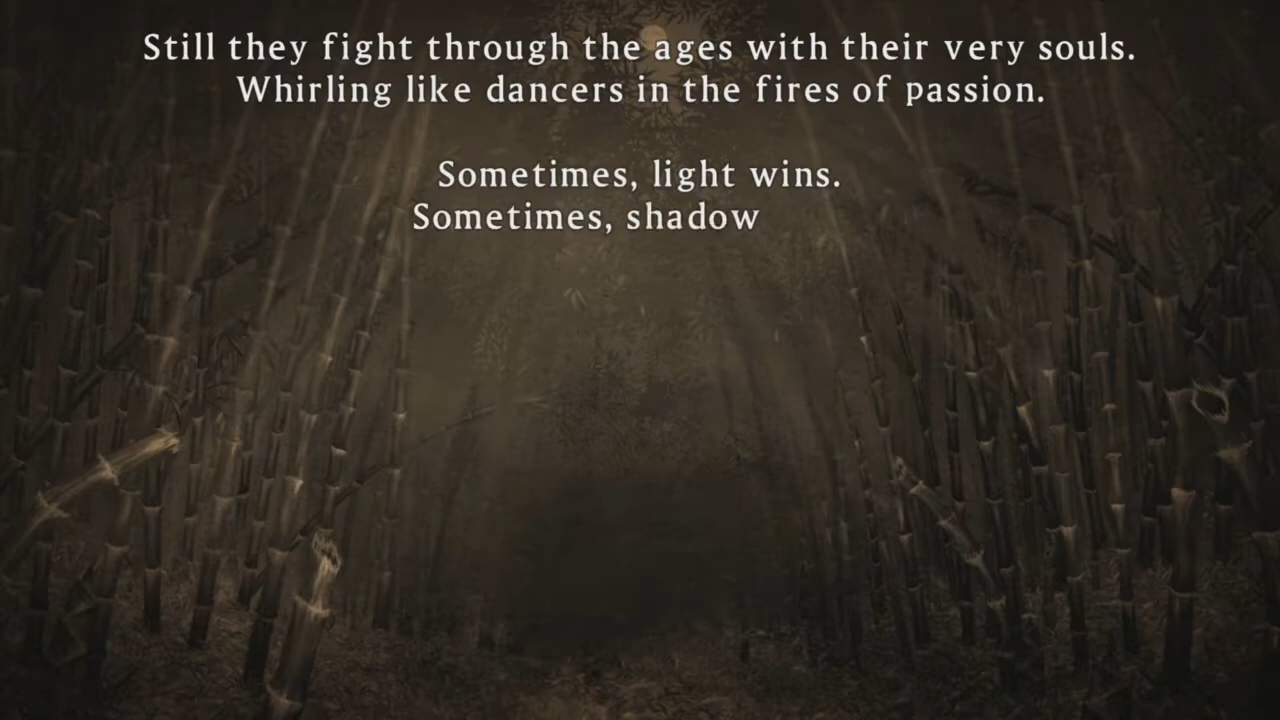 Still they fight through the ages with their very souls.
Whirling like dancers in the fires of passion.
Sometimes, light wins.
Sometimes, shadow